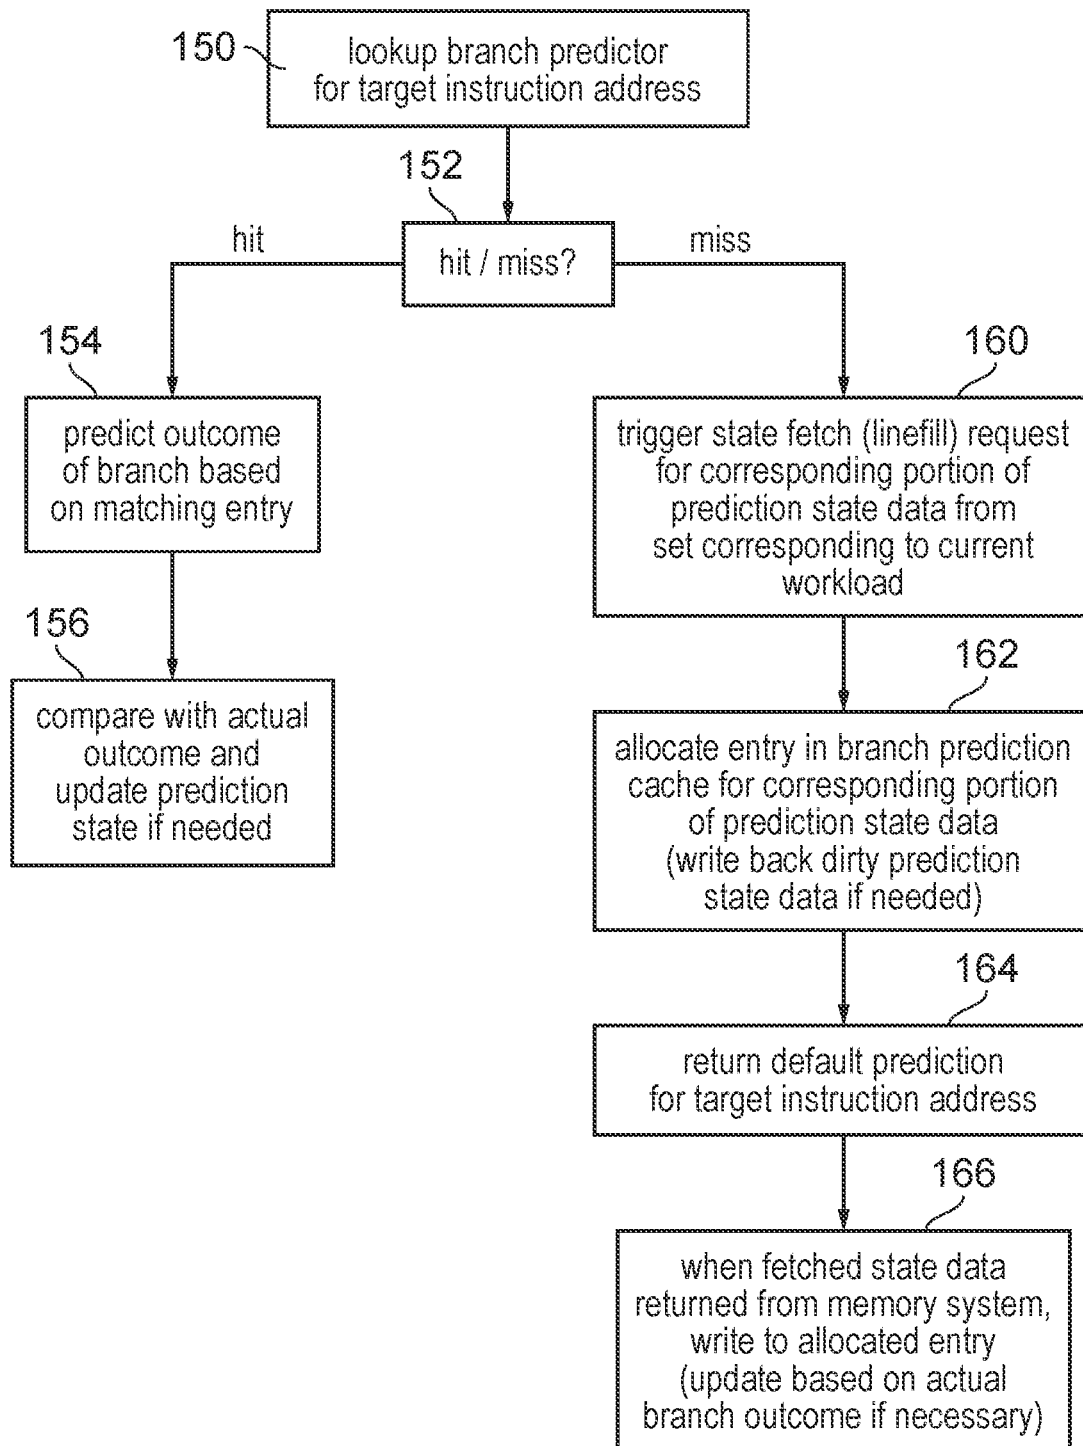 150
lookup branch predictor
for target instruction address
152
hit / miss?
hit
miss
154
predict outcome
of branch based
on matching entry
156
compare with actual
outcome and
update prediction
state if needed
160
trigger state fetch (linefill) request
for corresponding portion of
prediction state data from
set corresponding to current
workload
162
allocate entry in branch prediction
cache for corresponding portion
of prediction state data
(write back dirty prediction
state data if needed)
164
return default prediction
for target instruction address
166
when fetched state data
returned from memory system,
write to allocated entry
(update based on actual
branch outcome if necessary)